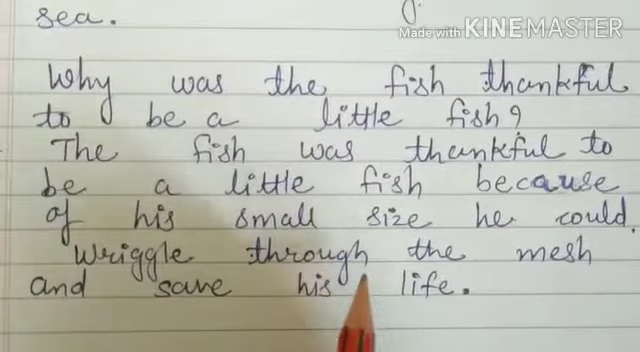 sea.
Made with KINEMASTER
Why was the fish thankful
to be a little fish?
The fish was thankful to
be a little fish because
of his small size he could.
wriggle through the mesh
and save his life.